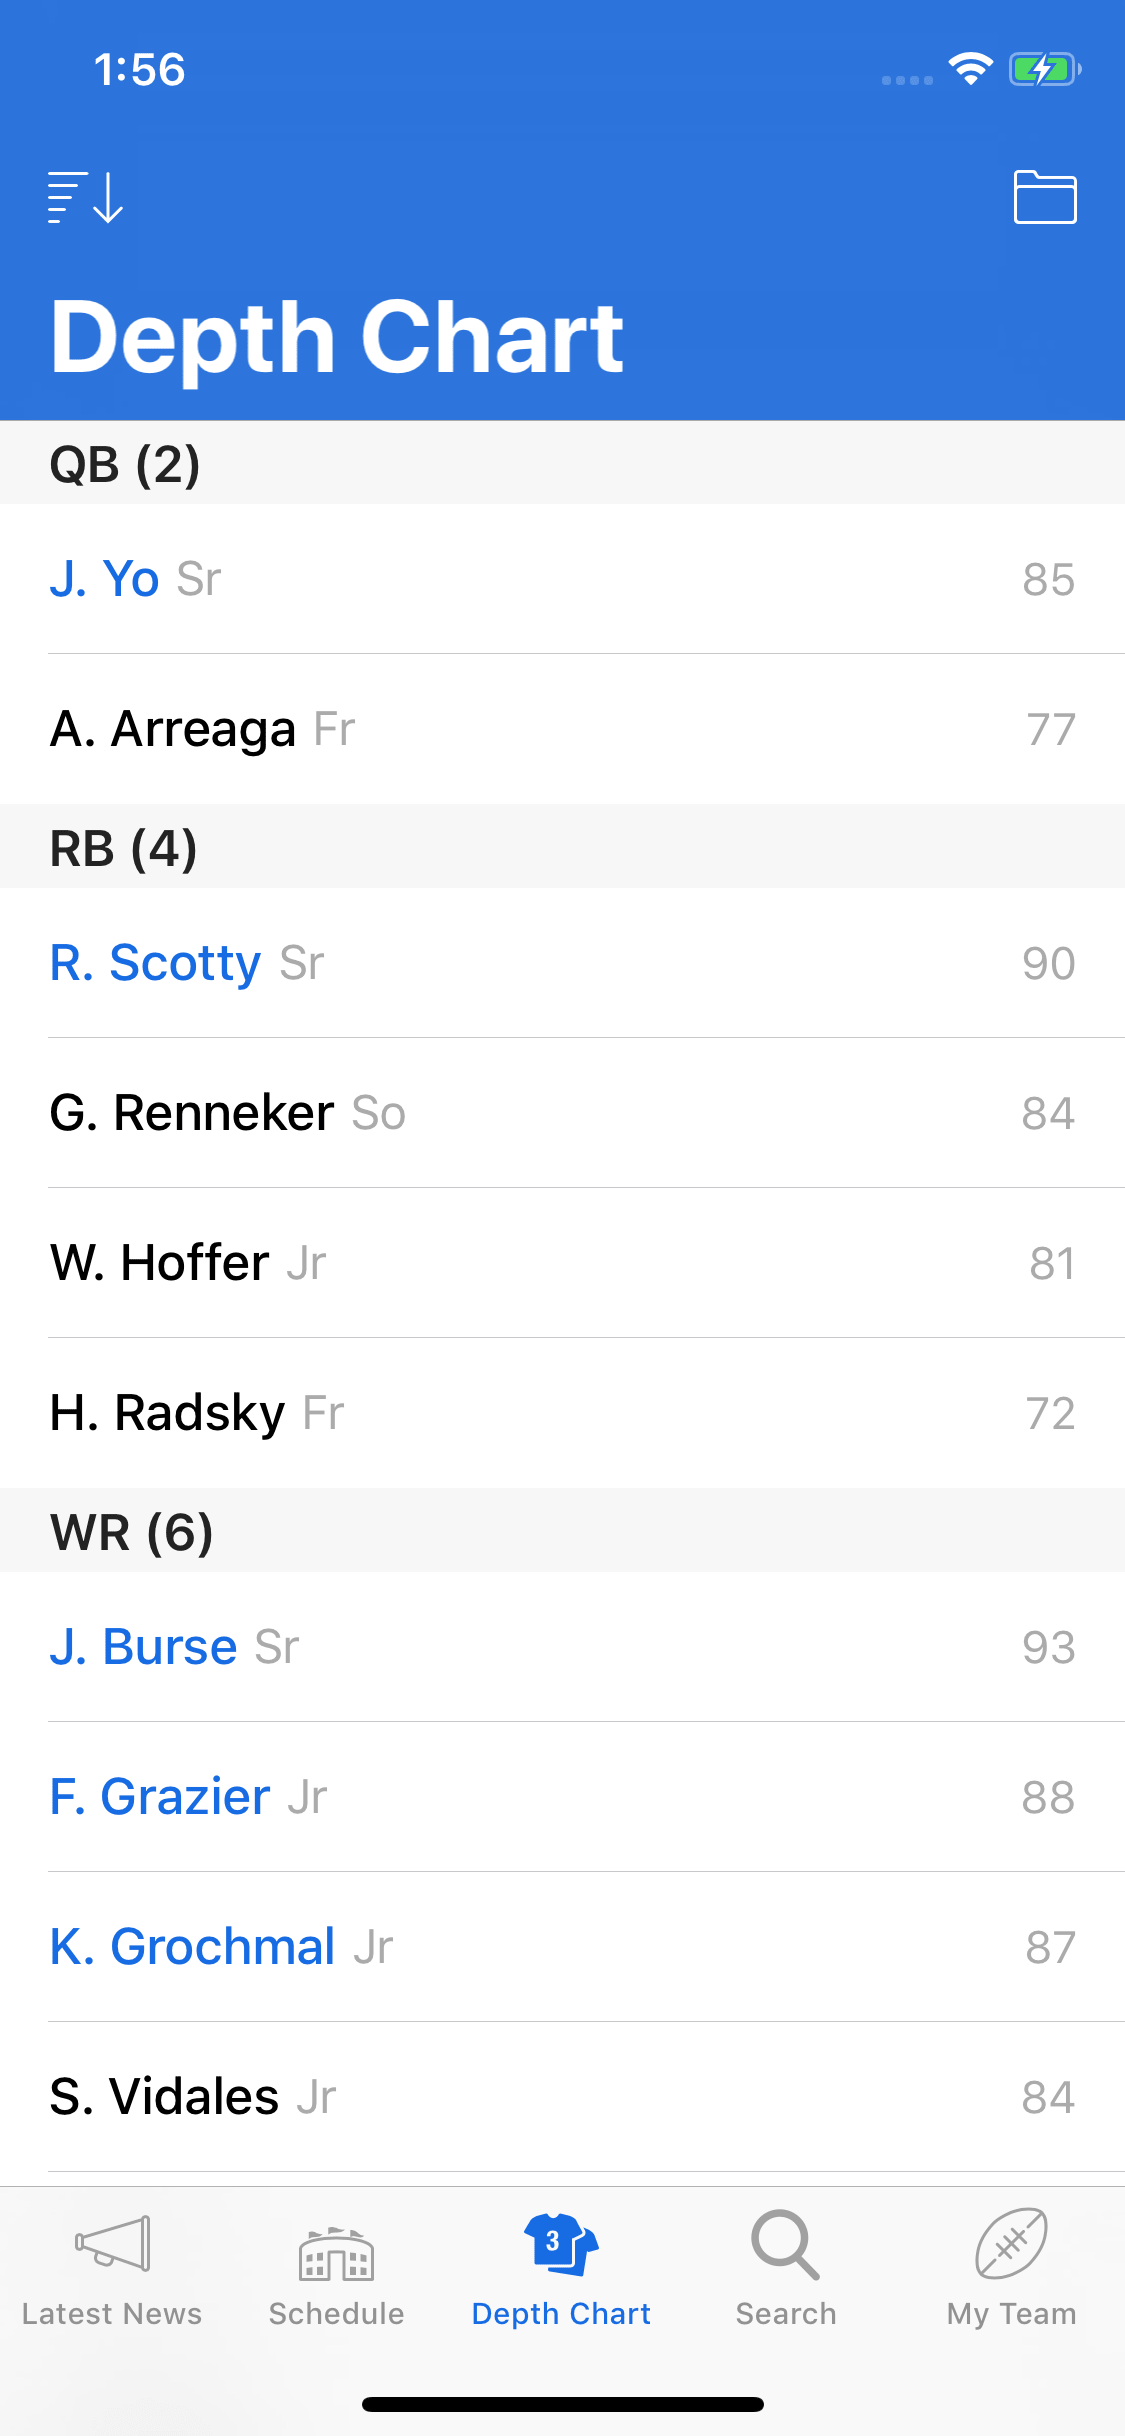 1:56
Depth Chart
QB (2)
J. Yo Sr 85
A. Arreaga Fr 77
RB (4)
R. Scotty Sr 90
G. Renneker So 84
W. Hoffer Jr 81
H. Radsky Fr 72
WR (6)
J. Burse Sr 93
F. Grazier Jr 88
K. Grochmal Jr 87
S. Vidales Jr 84
3
Latest News Schedule Depth Chart Search My Team